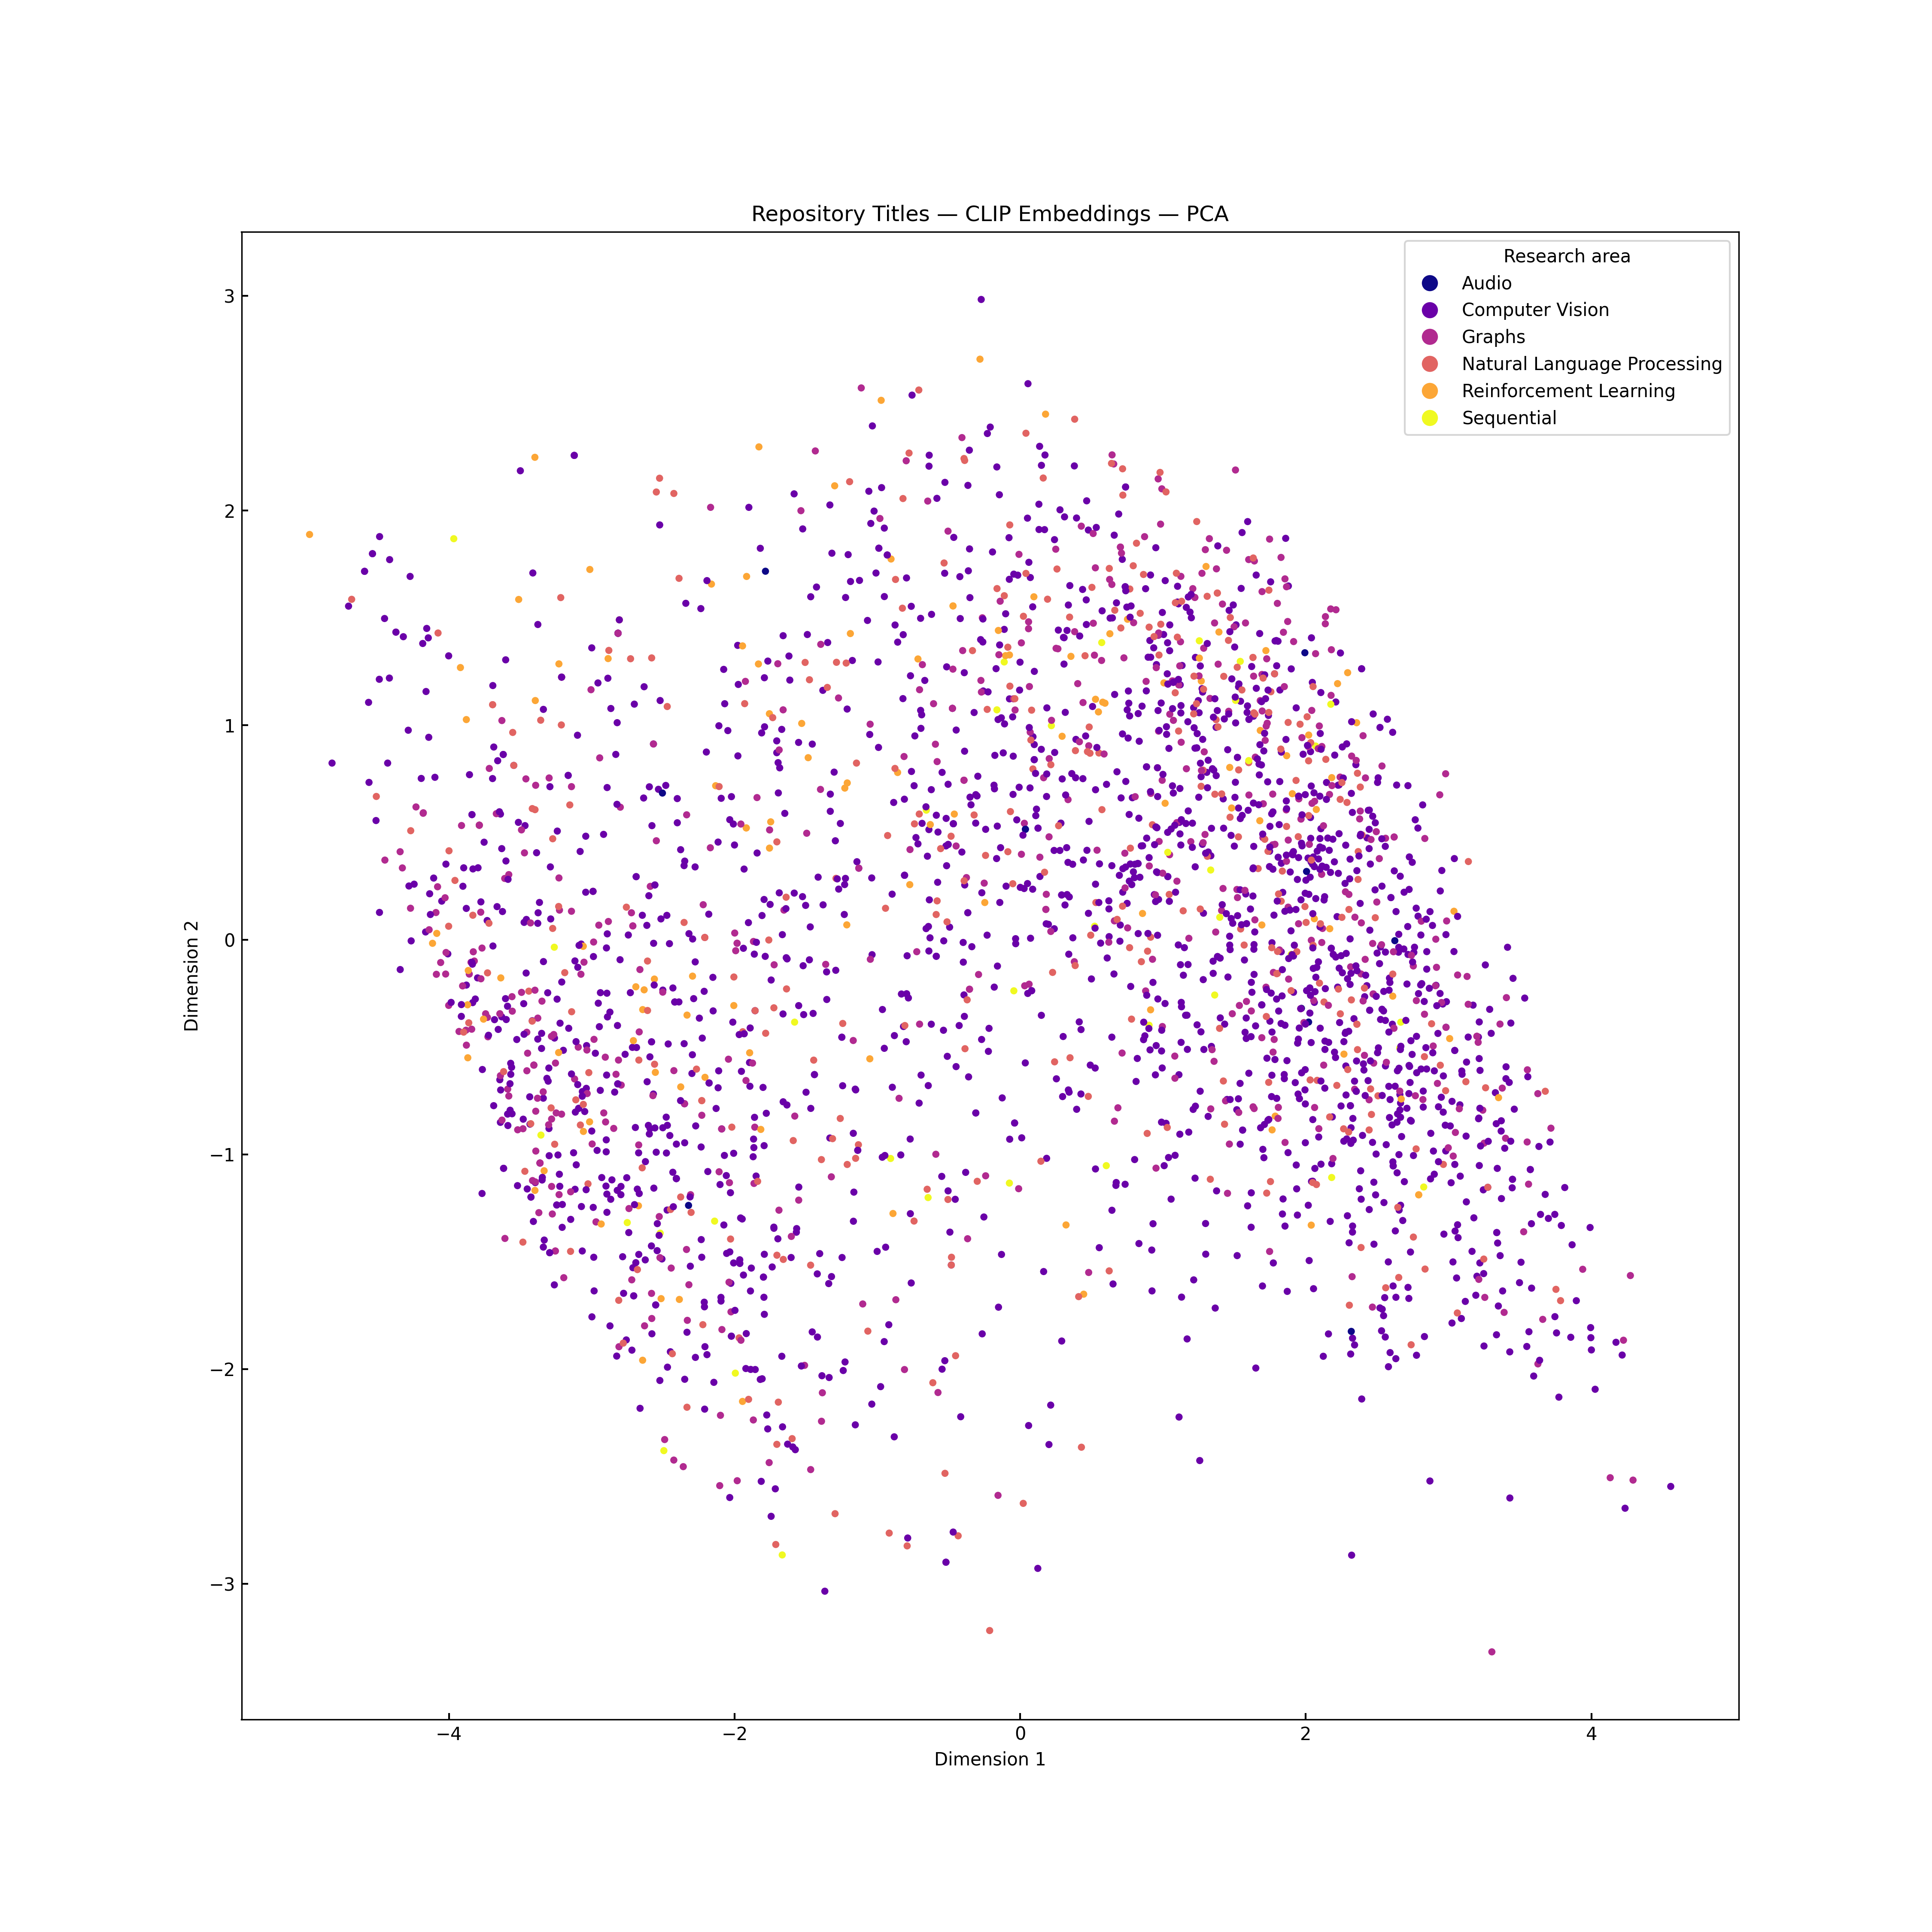 Repository Titles — CLIP Embeddings — PCA
Research area
Audio
Computer Vision
Graphs
Natural Language Processing
Reinforcement Learning
Sequential
3
2
1
0
−1
−2
−3
Dimension 2
−4
−2
0
2
4
Dimension 1